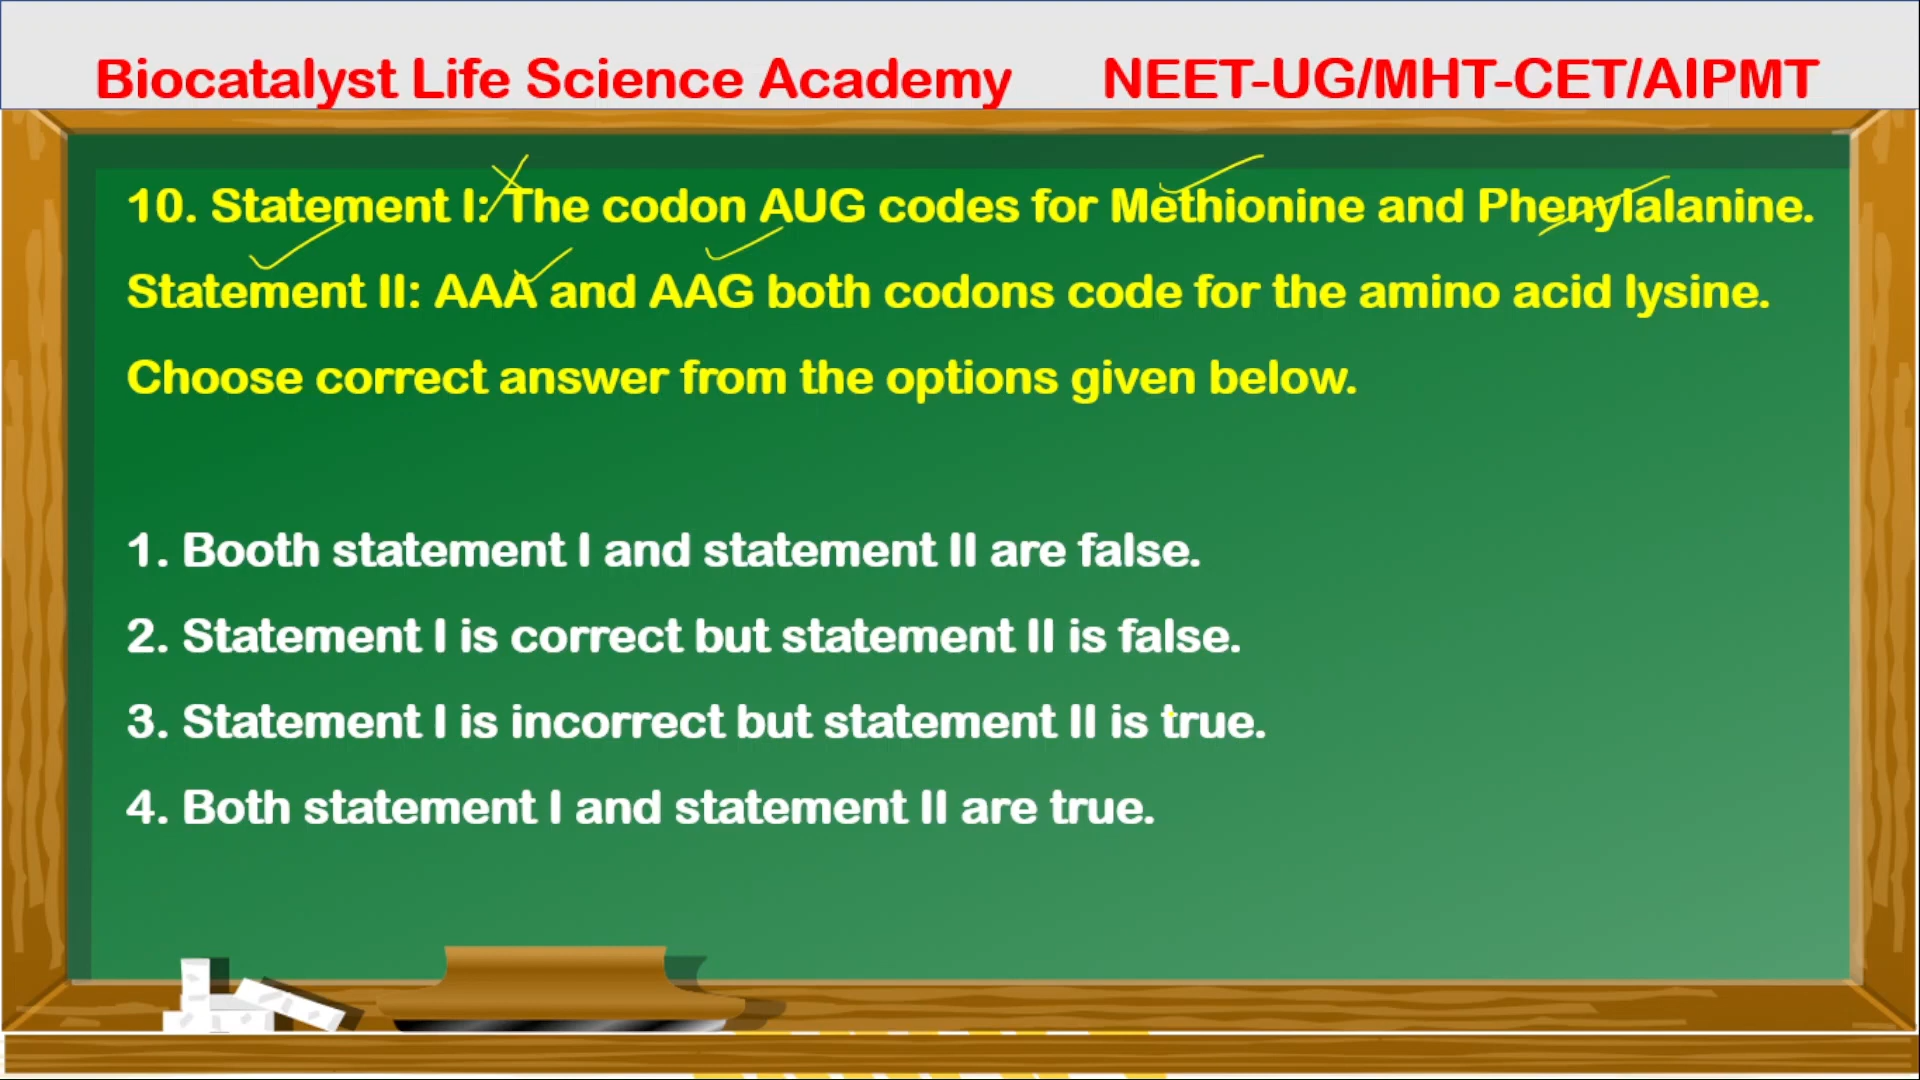 Biocatalyst Life Science Academy NEET-UG/MHT-CET/AIPMT
10. Statement I: The codon AUG codes for Methionine and Phenylalanine.
Statement II: AAA and AAG both codons code for the amino acid lysine.
Choose correct answer from the options given below.
1. Booth statement I and statement II are false.
2. Statement I is correct but statement II is false.
3. Statement I is incorrect but statement II is true.
4. Both statement I and statement II are true.